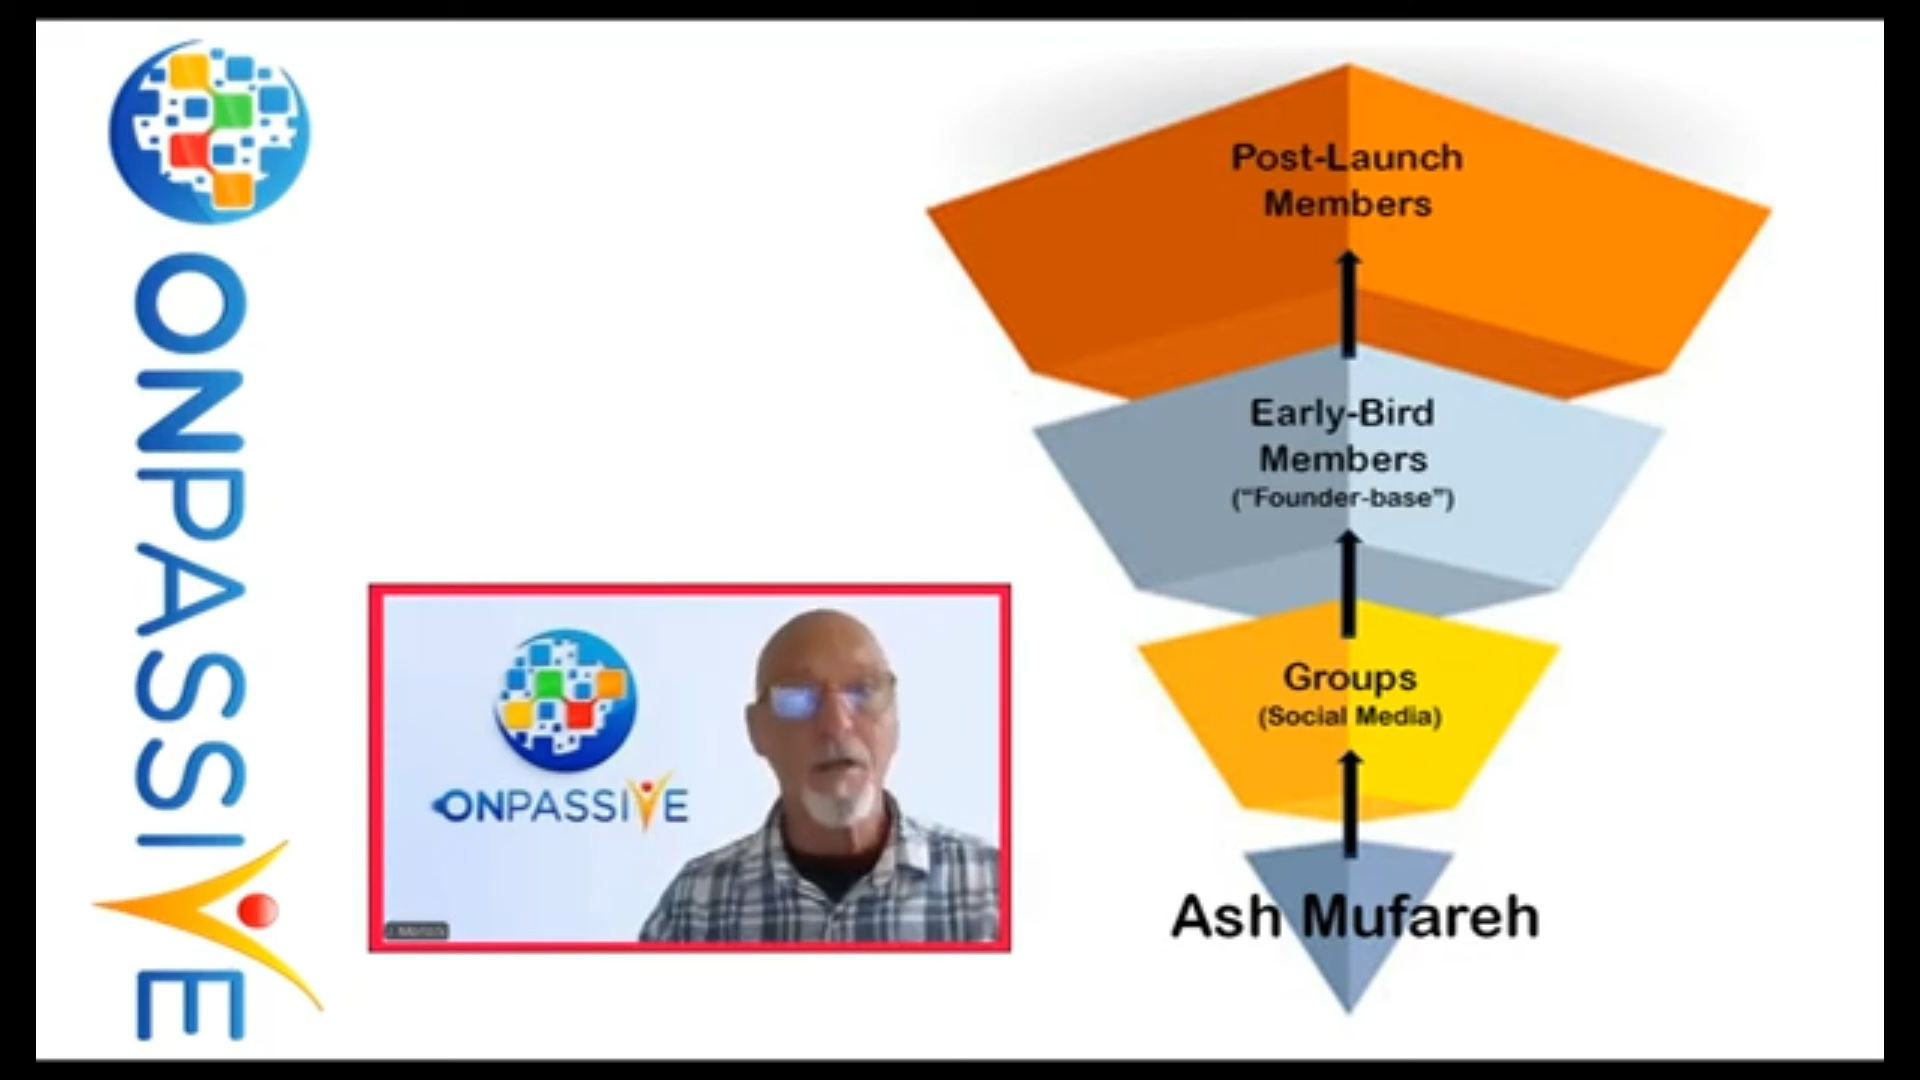 ONPASSIVE
Post-Launch
Members
Early-Bird
Members
("Founder-base")
Groups
(Social Media)
Ash Mufareh
ONPASSIVE